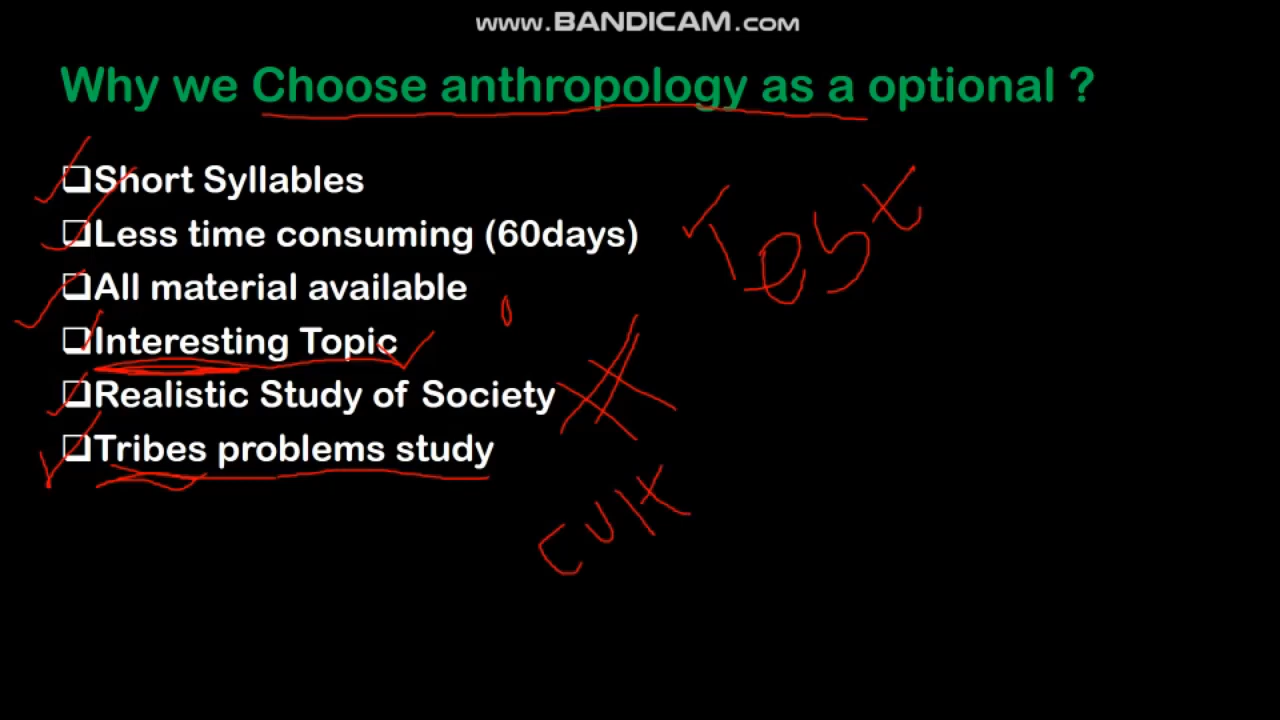 www.BANDICAM.com
Why we Choose anthropology as a optional ?
Short Syllables
Less time consuming (60days)
All material available
Interesting Topic
Realistic Study of Society
Tribes problems study
Test
cult